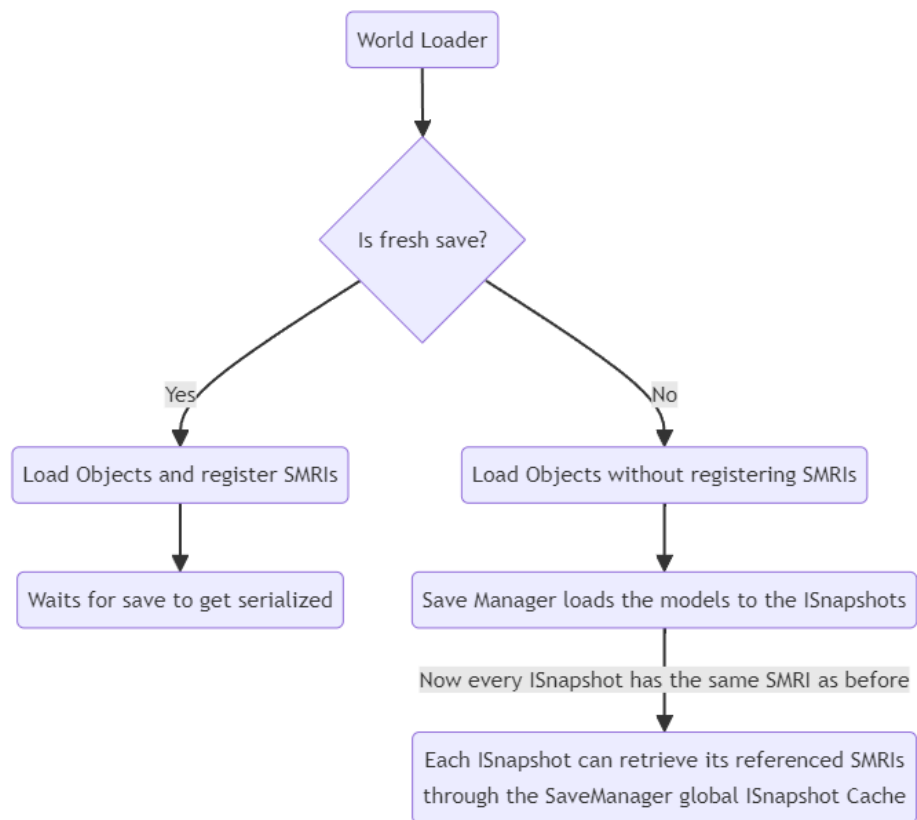 World Loader
Is fresh save?
Yes
No
Load Objects and register SMRIs
Load Objects without registering SMRIs
Waits for save to get serialized
Save Manager loads the models to the ISnapshots
Now every ISnapshot has the same SMRI as before
Each ISnapshot can retrieve its referenced SMRIs
through the SaveManager global ISnapshot Cache